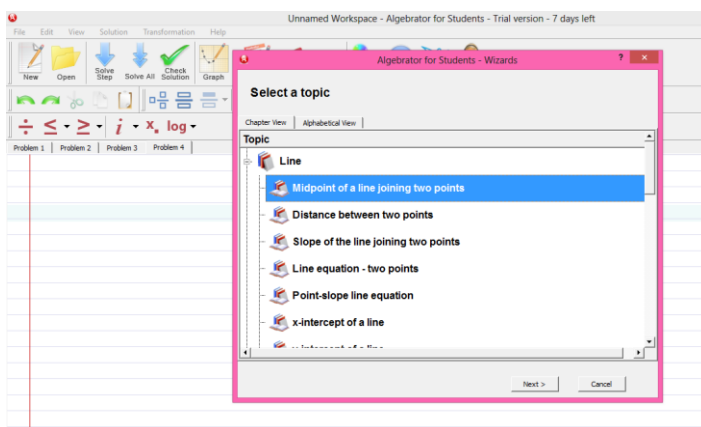 Unnamed Workspace - Algebrator for Students - Trial version - 7 days left
File Edit View Solution Transformation Help
New Open Solve Step Solve All Check Solution Graph
÷ ≤ ≥ i x. log
Problem 1 Problem 2 Problem 3 Problem 4
Algebrator for Students - Wizards ? ×
Select a topic
Chapter View Alphabetical View
Topic
Line
Midpoint of a line joining two points
Distance between two points
Slope of the line joining two points
Line equation - two points
Point-slope line equation
x-intercept of a line
Next > Cancel